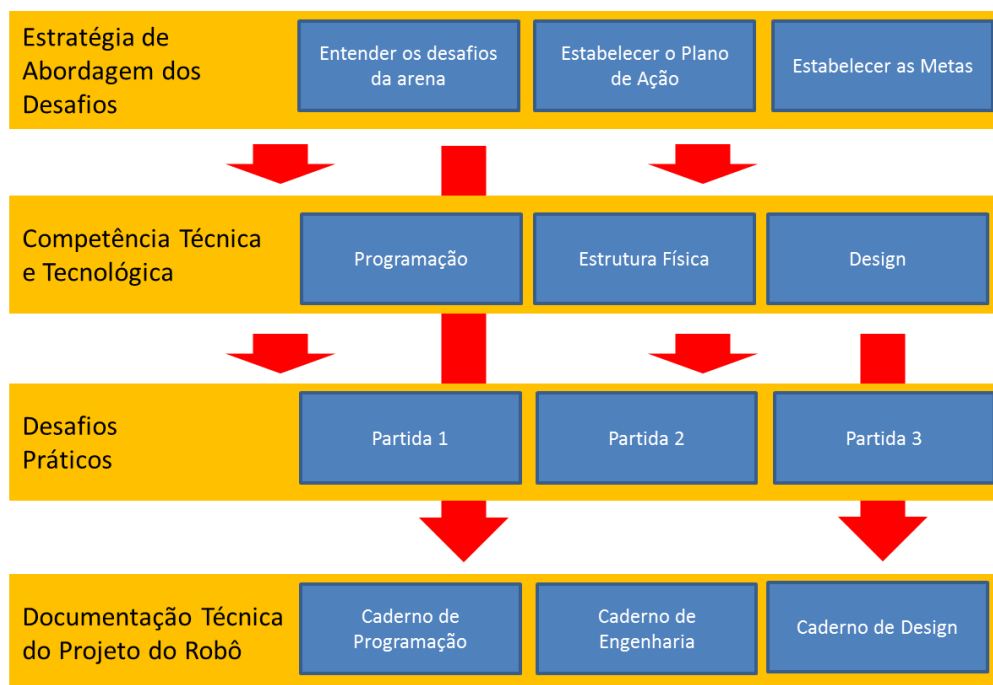 Estratégia de
Abordagem dos
Desafios
Entender os desafios
da arena
Estabelecer o Plano
de Ação
Estabelecer as Metas
Competência Técnica
e Tecnológica
Programação
Estrutura Física
Design
Desafios
Práticos
Partida 1
Partida 2
Partida 3
Documentação Técnica
do Projeto do Robô
Caderno de
Programação
Caderno de
Engenharia
Caderno de Design